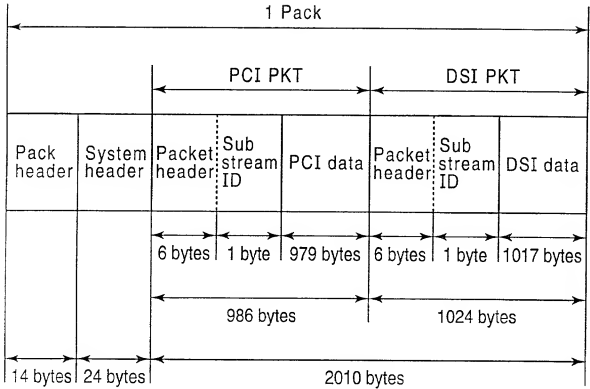 1 Pack
PCI PKT
DSI PKT
Pack header
System header
Packet header
Sub stream ID
PCI data
Packet header
Sub stream ID
DSI data
6 bytes
1 byte
979 bytes
6 bytes
1 byte
1017 bytes
986 bytes
1024 bytes
14 bytes
24 bytes
2010 bytes